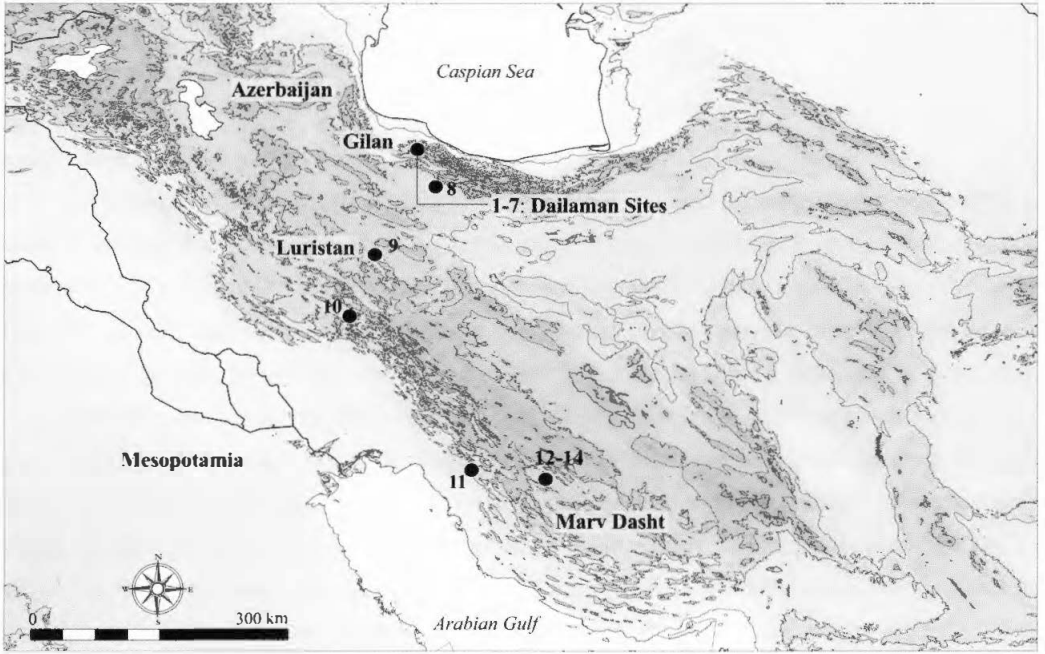 Caspian Sea
Azerbaijan
Gilan
8
1-7: Dailaman Sites
Luristan
9
10
Mesopotamia
11
12-14
Marv Dasht
N
W
E
S
0
300 km
Arabian Gulf